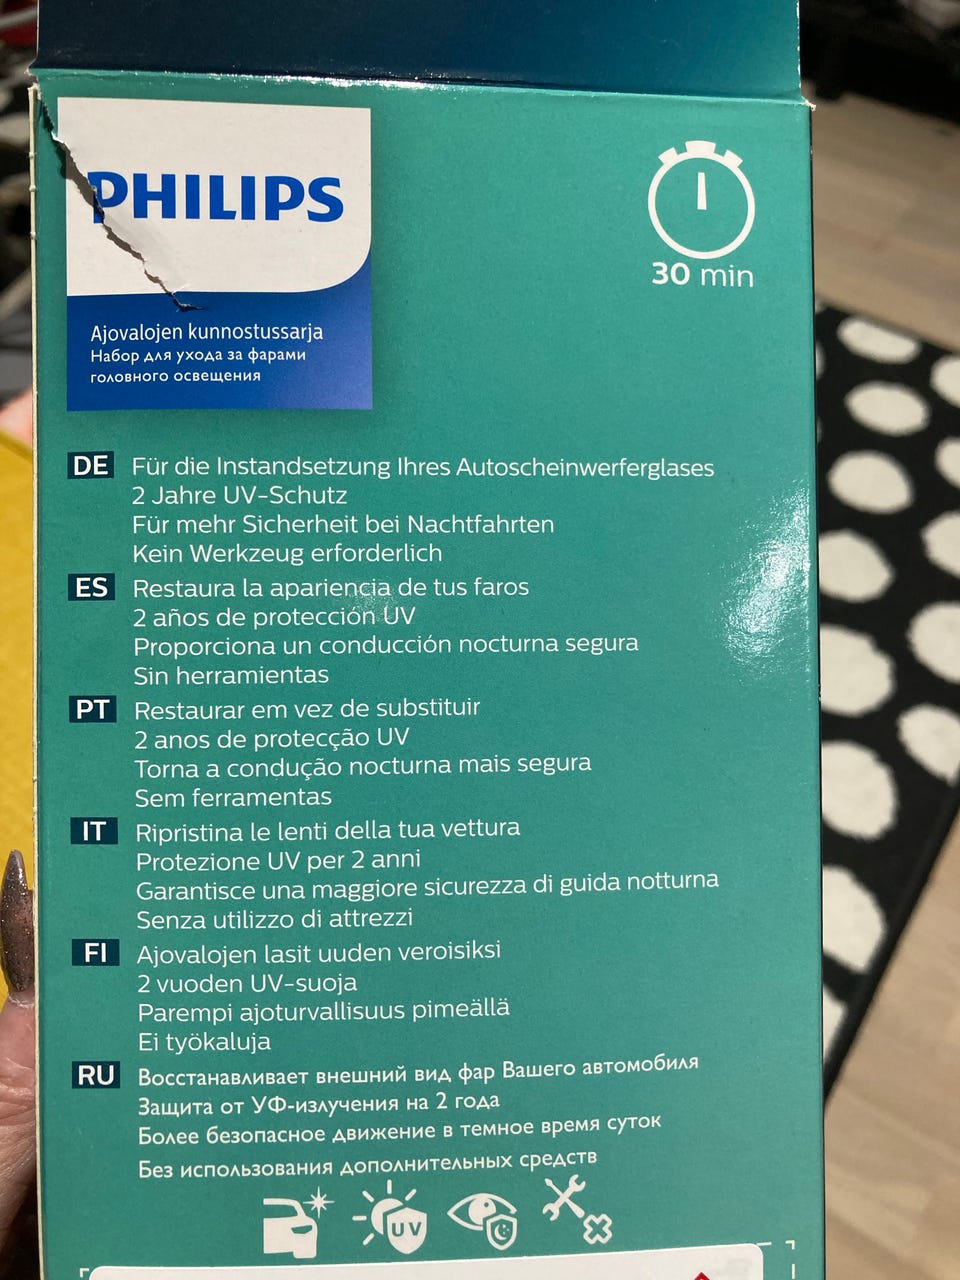 PHILIPS
30 min
Ajovalojen kunnostussarja
Набор для ухода за фарами
головного освещения
DE Für die Instandsetzung Ihres Autoscheinwerferglases
2 Jahre UV-Schutz
Für mehr Sicherheit bei Nachtfahrten
Kein Werkzeug erforderlich
ES Restaura la apariencia de tus faros
2 años de protección UV
Proporciona un conducción nocturna segura
Sin herramientas
PT Restaurar em vez de substituir
2 anos de protecção UV
Torna a condução nocturna mais segura
Sem ferramentas
IT Ripristina le lenti della tua vettura
Protezione UV per 2 anni
Garantisce una maggiore sicurezza di guida notturna
Senza utilizzo di attrezzi
FI Ajovalojen lasit uuden veroisiksi
2 vuoden UV-suoja
Parempi ajoturvallisuus pimeällä
Ei työkaluja
RU Восстанавливает внешний вид фар Вашего автомобиля
Защита от УФ-излучения на 2 года
Более безопасное движение в темное время суток
Без использования дополнительных средств
UV